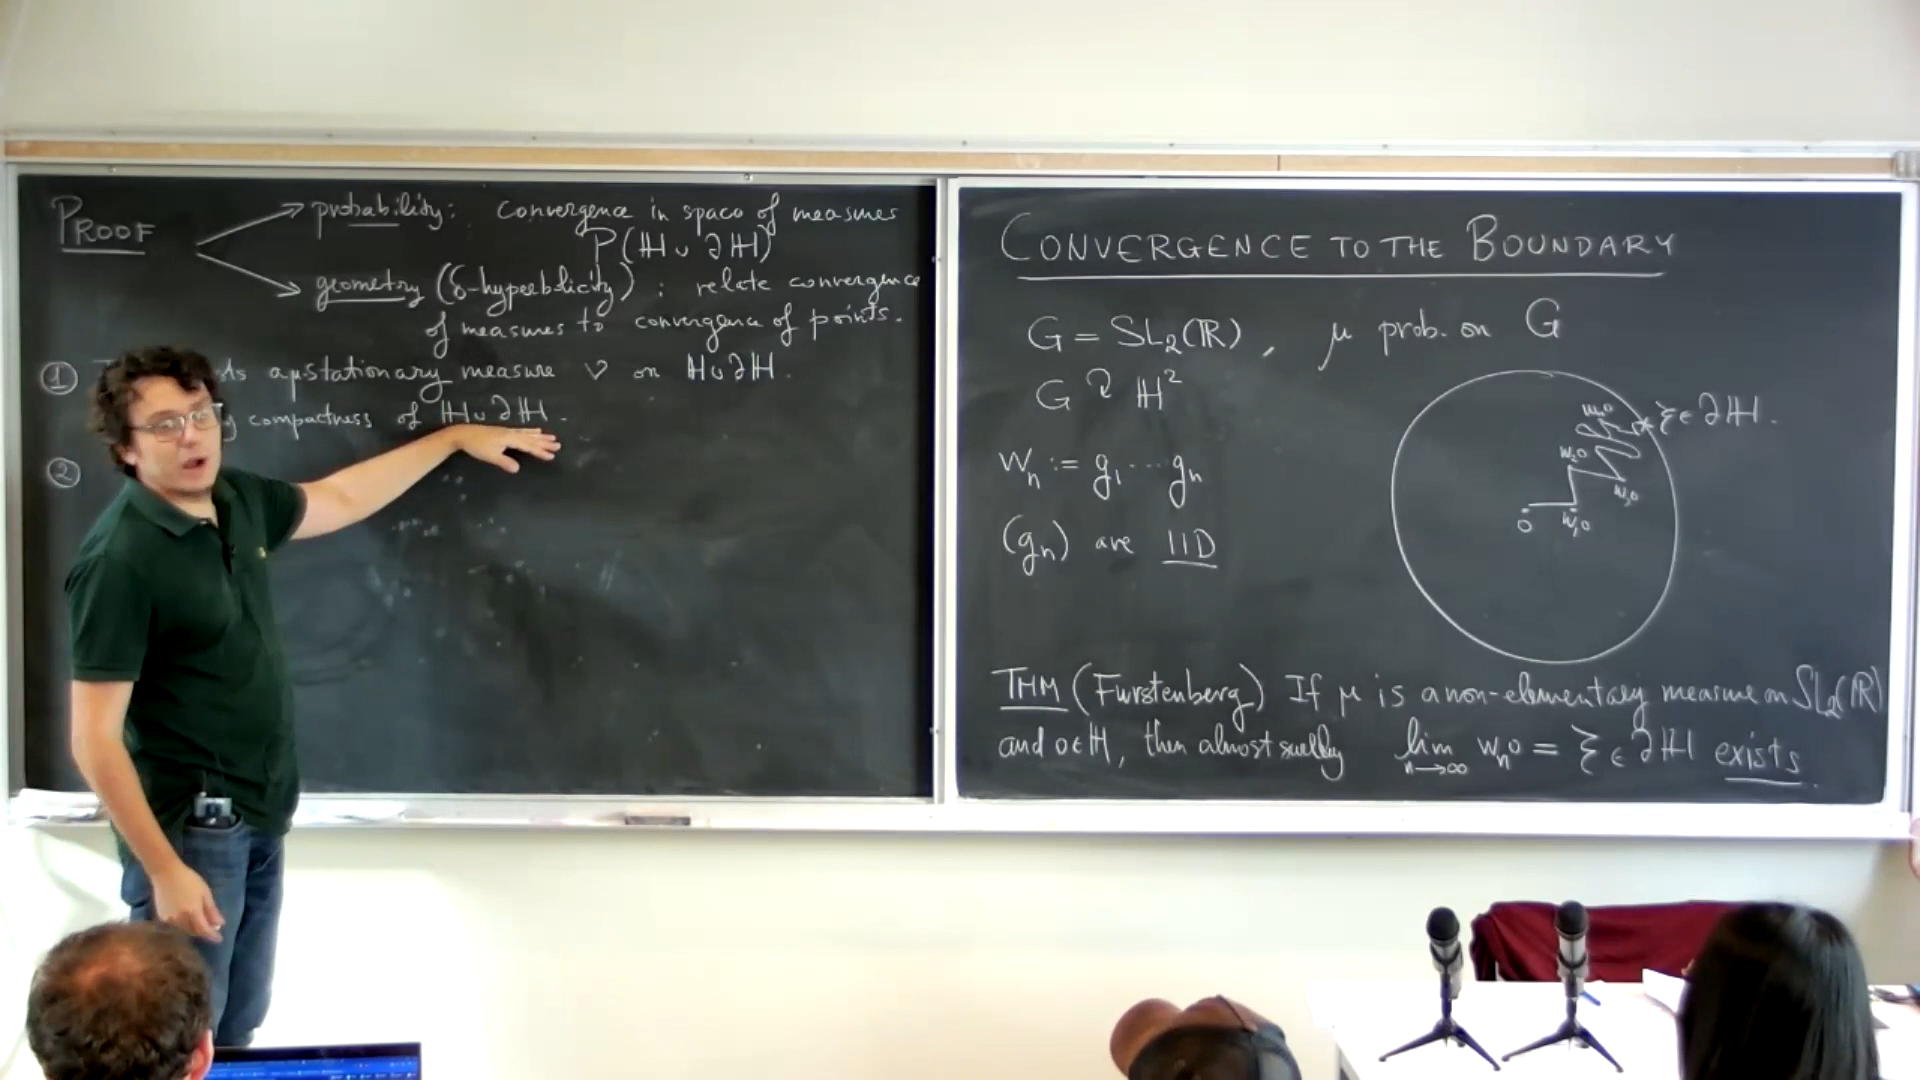 PROOF
probability: convergence in space of measures
P(ℍ ∪ ∂ℍ)
geometry (δ-hyperbolicity) : relate convergence
of measures to convergence of points.
①
a μ-stationary measure ν on ℍ∪∂ℍ.
compactness of ℍ∪∂ℍ.
②
CONVERGENCE TO THE BOUNDARY
G = SL₂(ℝ), μ prob. on G
G ↻ ℍ²
wₙ := g₁ ⋯ gₙ
(gₙ) are IID
wₙo
ξ ∈ ∂ℍ.
w₂o
w₃o
o
w₁o
THM (Furstenberg) If μ is a non-elementary measure on SL₂(ℝ)
and o ∈ ℍ, then almost surely lim n→∞ wₙo = ξ ∈ ∂ℍ exists.